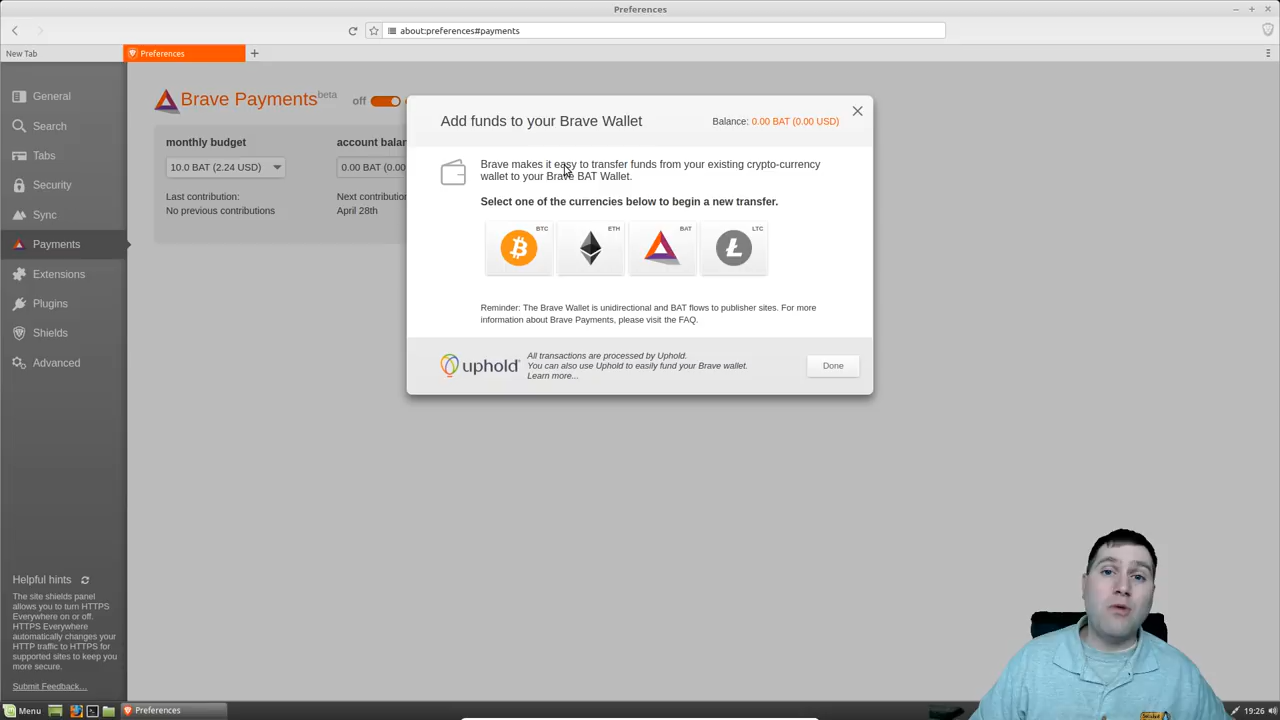 Preferences
about:preferences#payments
New Tab
Preferences
General
Search
Tabs
Security
Sync
Payments
Extensions
Plugins
Shields
Advanced
Helpful hints
The site shields panel
allows you to turn HTTPS
Everywhere on or off.
HTTPS Everywhere
automatically changes your
HTTP traffic to HTTPS for
supported sites to keep you
more secure.
Submit Feedback...
Brave Payments beta
off
monthly budget
10.0 BAT (2.24 USD)
Last contribution:
No previous contributions
account balan
0.00 BAT (0.00
Next contribution
April 28th
Add funds to your Brave Wallet
Balance: 0.00 BAT (0.00 USD)
Brave makes it easy to transfer funds from your existing crypto-currency
wallet to your Brave BAT Wallet.
Select one of the currencies below to begin a new transfer.
BTC
ETH
BAT
LTC
Reminder: The Brave Wallet is unidirectional and BAT flows to publisher sites. For more
information about Brave Payments, please visit the FAQ.
uphold
All transactions are processed by Uphold.
You can also use Uphold to easily fund your Brave wallet.
Learn more...
Done
Menu
Preferences
19:26